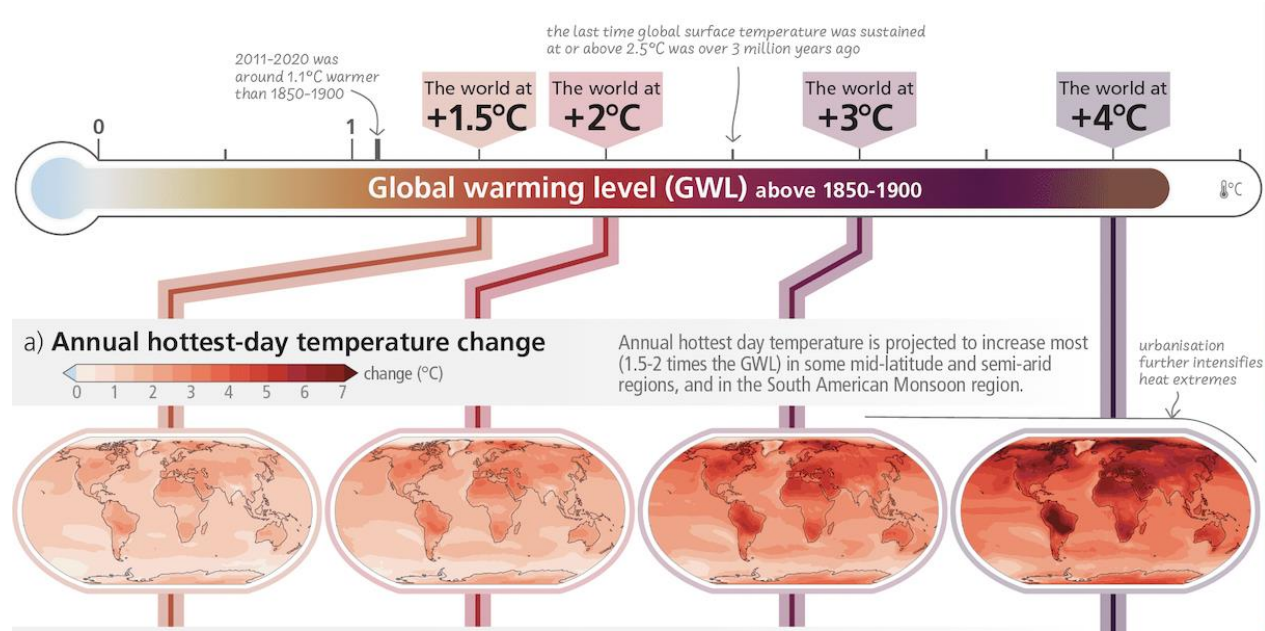 the last time global surface temperature was sustained
at or above 2.5°C was over 3 million years ago
2011-2020 was
around 1.1°C warmer
than 1850-1900
The world at
+1.5°C
The world at
+2°C
The world at
+3°C
The world at
+4°C
0
1
Global warming level (GWL) above 1850-1900
°C
a) Annual hottest-day temperature change
change (°C)
0 1 2 3 4 5 6 7
Annual hottest day temperature is projected to increase most
(1.5-2 times the GWL) in some mid-latitude and semi-arid
regions, and in the South American Monsoon region.
urbanisation
further intensifies
heat extremes